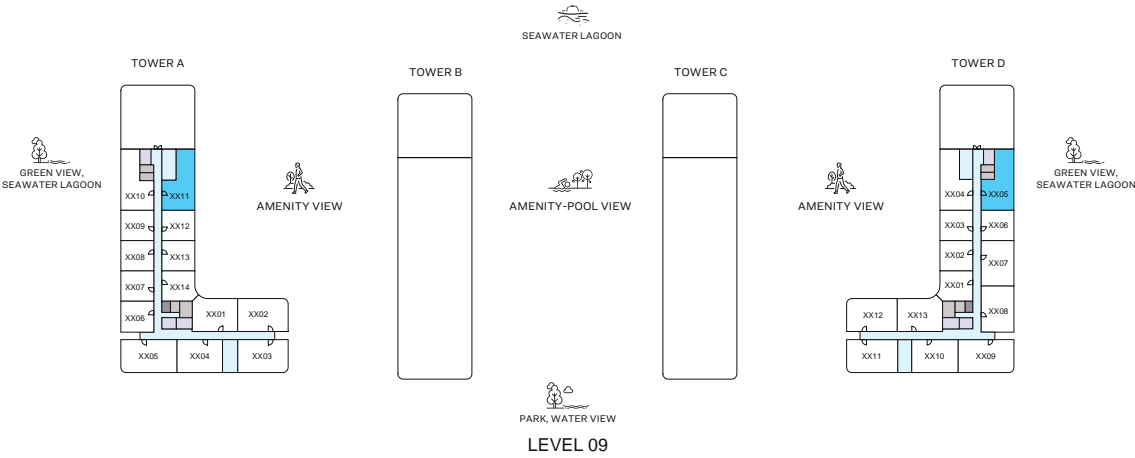 SEAWATER LAGOON
TOWER A
TOWER B
TOWER C
TOWER D
GREEN VIEW,
SEAWATER LAGOON
AMENITY VIEW
AMENITY-POOL VIEW
AMENITY VIEW
GREEN VIEW,
SEAWATER LAGOON
XX10 XX11
XX09 XX12
XX08 XX13
XX07 XX14
XX06 XX01 XX02
XX05 XX04 XX03
XX04 XX05
XX03 XX06
XX02 XX07
XX01
XX12 XX13 XX08
XX11 XX10 XX09
PARK, WATER VIEW
LEVEL 09